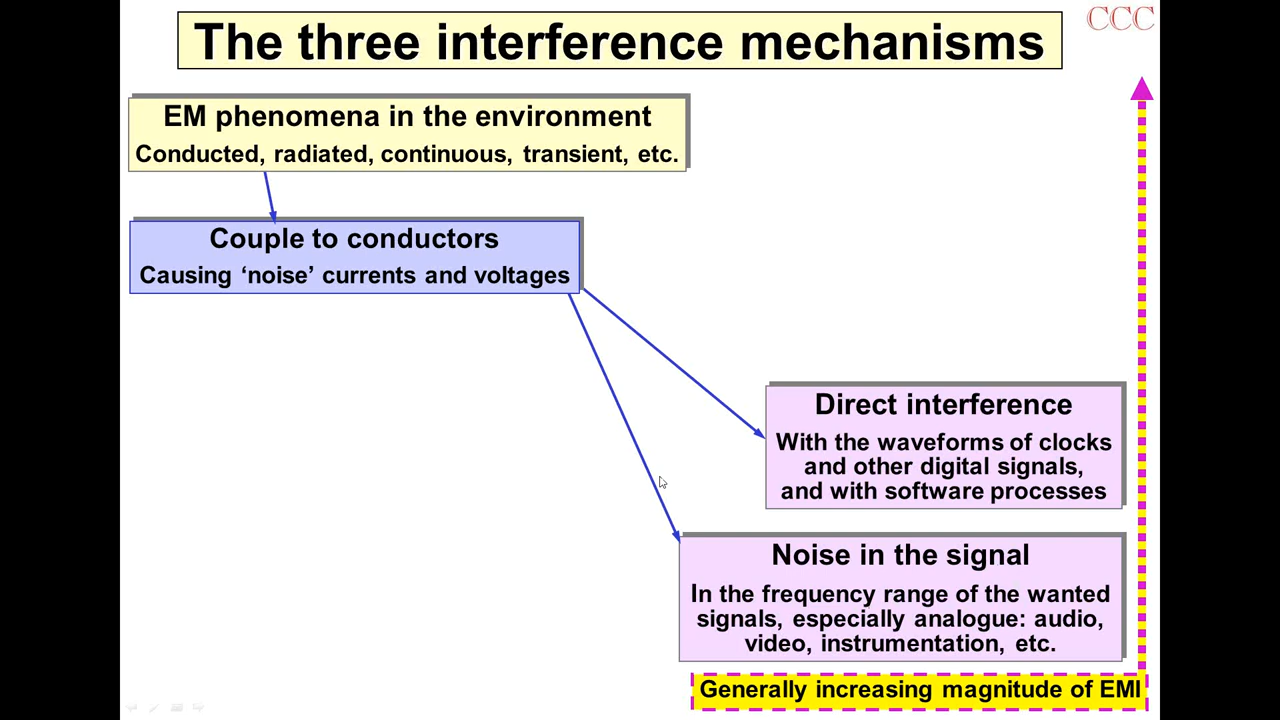 The three interference mechanisms
CCC
EM phenomena in the environment
Conducted, radiated, continuous, transient, etc.
Couple to conductors
Causing ‘noise’ currents and voltages
Direct interference
With the waveforms of clocks
and other digital signals,
and with software processes
Noise in the signal
In the frequency range of the wanted
signals, especially analogue: audio,
video, instrumentation, etc.
Generally increasing magnitude of EMI